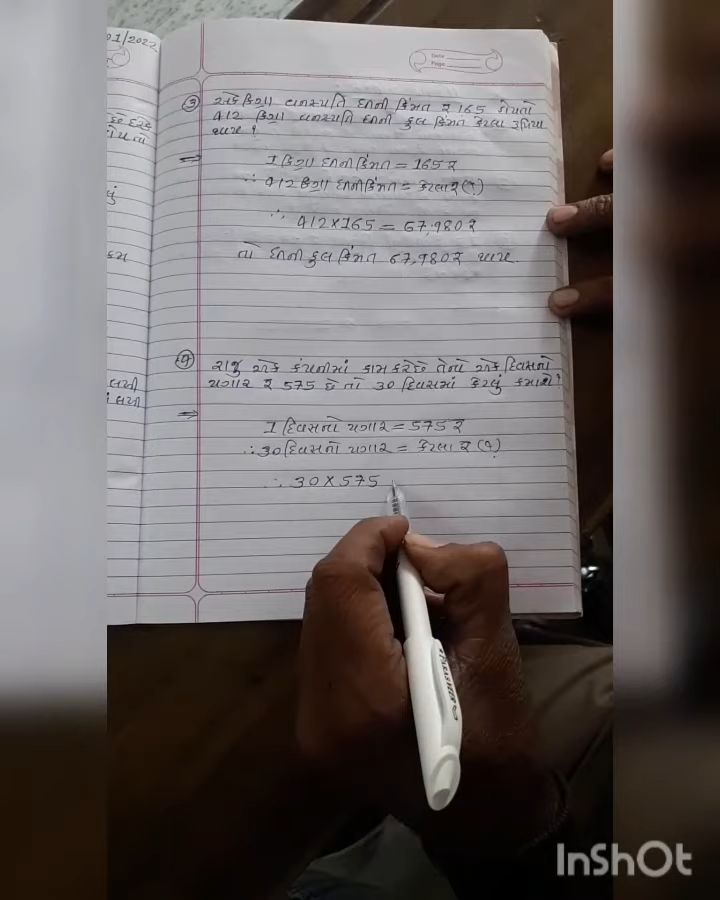 01/2022
Date
Page
③ એક કિગ્રા વનસ્પતિ ઘીની કિંમત ₹ 165 હોય તો
412 કિગ્રા વનસ્પતિ ઘીની કુલ કિંમત કેટલા રૂપિયા
થાય ?
⇒ 1 કિગ્રા ઘીની કિંમત = 165 ₹
∴ 412 કિગ્રા ઘીની કિંમત = કેટલા ₹ (?)
∴ 412 × 165 = 67,980 ₹
તો ઘીની કુલ કિંમત 67,980 ₹ થાય.
④ રાજુ એક કંપનીમાં કામ કરે છે તેનો એક દિવસનો
પગાર ₹ 575 છે તો 30 દિવસમાં કેટલું કમાશે ?
⇒ 1 દિવસનો પગાર = 575 ₹
∴ 30 દિવસનો પગાર = કેટલા ₹ (?)
∴ 30 × 575
InShOt